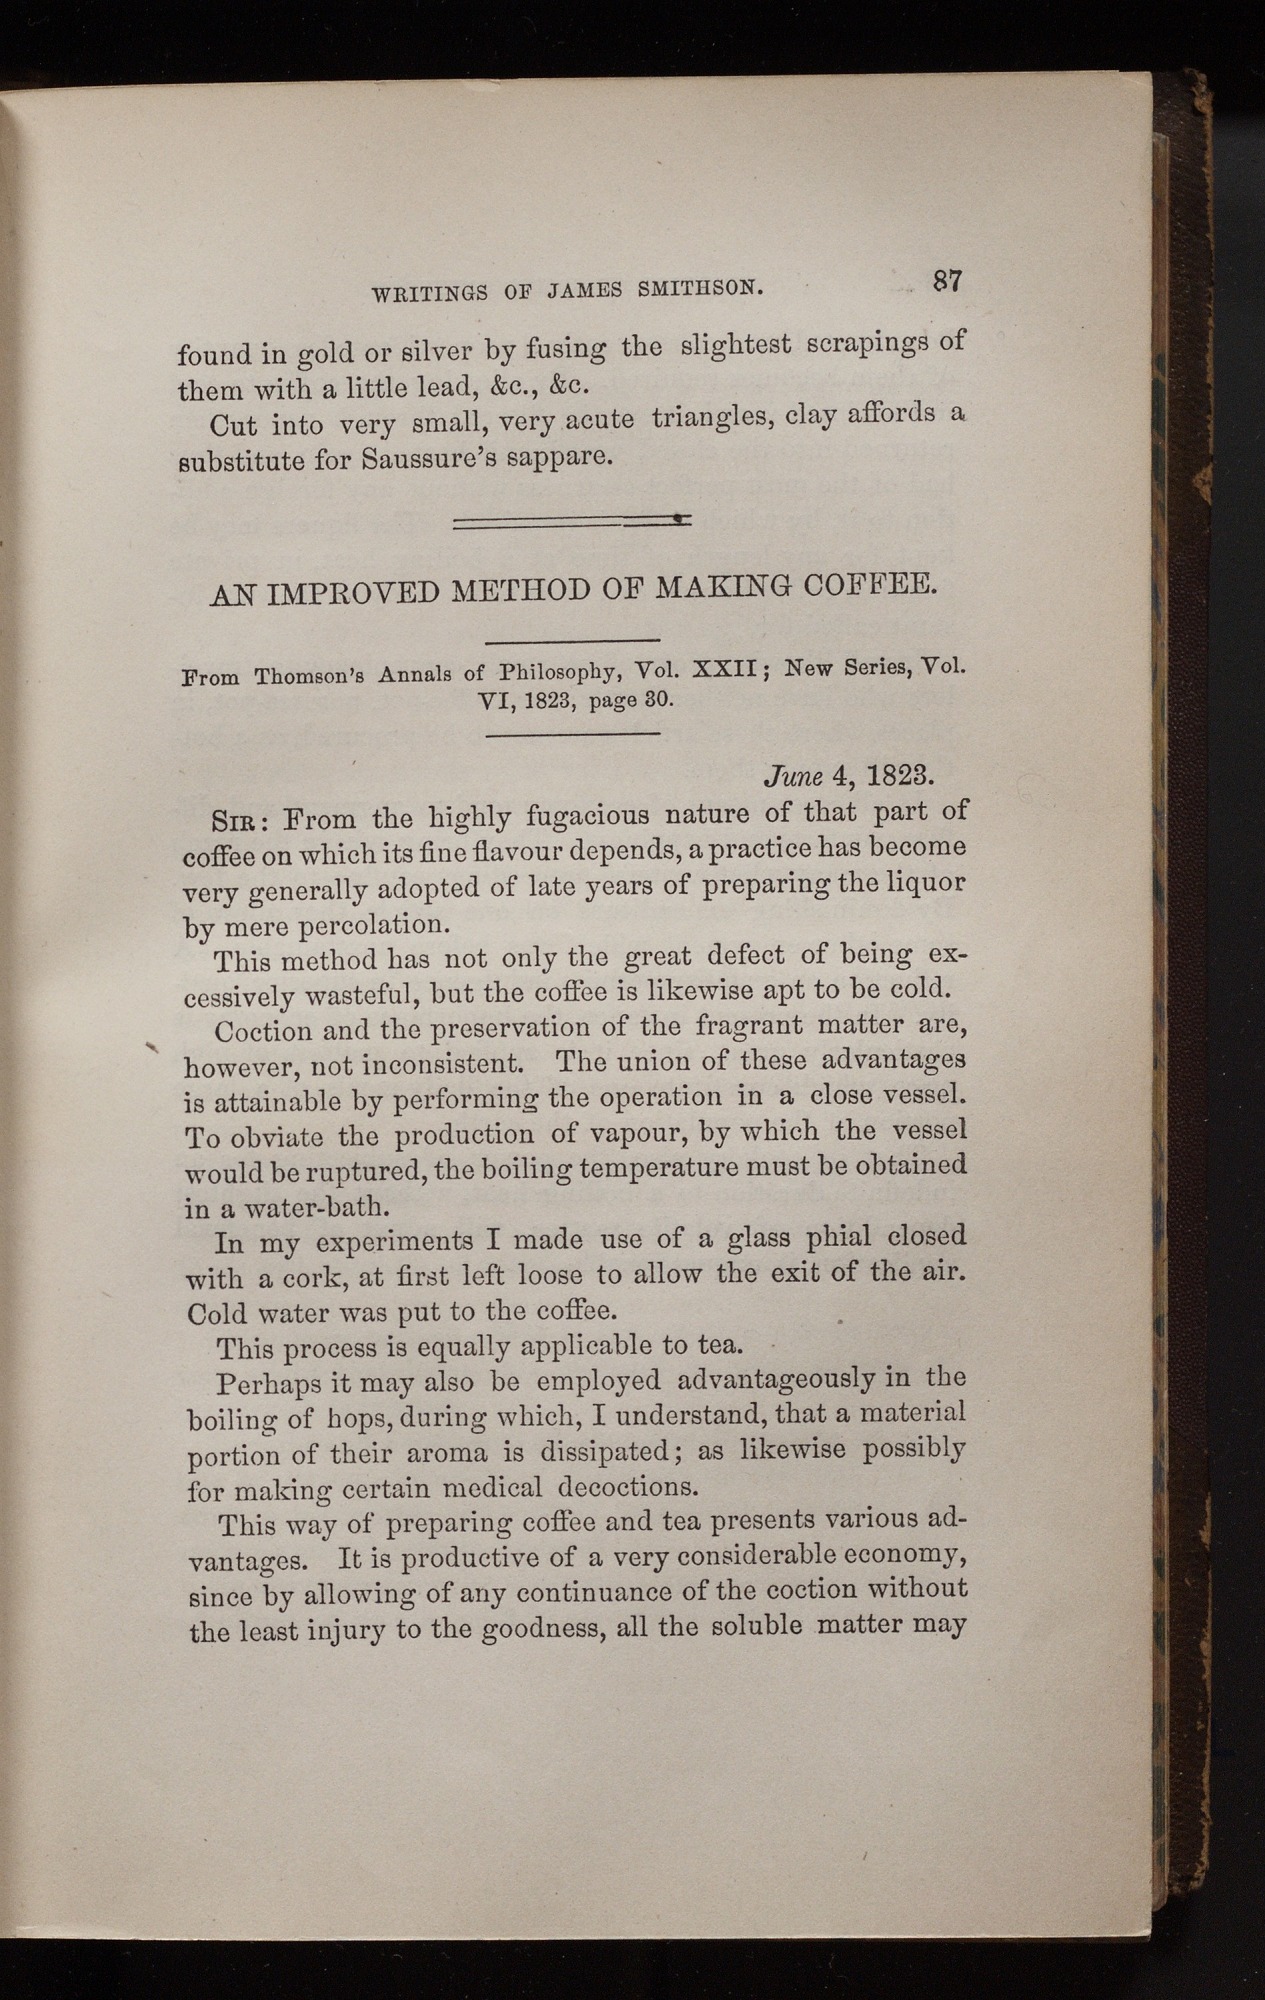 WRITINGS OF JAMES SMITHSON. 87
found in gold or silver by fusing the slightest scrapings of
them with a little lead, &c., &c.
Cut into very small, very acute triangles, clay affords a
substitute for Saussure's sappare.
AN IMPROVED METHOD OF MAKING COFFEE.
From Thomson's Annals of Philosophy, Vol. XXII; New Series, Vol.
VI, 1823, page 30.
June 4, 1823.
SIR: From the highly fugacious nature of that part of
coffee on which its fine flavour depends, a practice has become
very generally adopted of late years of preparing the liquor
by mere percolation.
This method has not only the great defect of being ex-
cessively wasteful, but the coffee is likewise apt to be cold.
Coction and the preservation of the fragrant matter are,
however, not inconsistent. The union of these advantages
is attainable by performing the operation in a close vessel.
To obviate the production of vapour, by which the vessel
would be ruptured, the boiling temperature must be obtained
in a water-bath.
In my experiments I made use of a glass phial closed
with a cork, at first left loose to allow the exit of the air.
Cold water was put to the coffee.
This process is equally applicable to tea.
Perhaps it may also be employed advantageously in the
boiling of hops, during which, I understand, that a material
portion of their aroma is dissipated; as likewise possibly
for making certain medical decoctions.
This way of preparing coffee and tea presents various ad-
vantages. It is productive of a very considerable economy,
since by allowing of any continuance of the coction without
the least injury to the goodness, all the soluble matter may